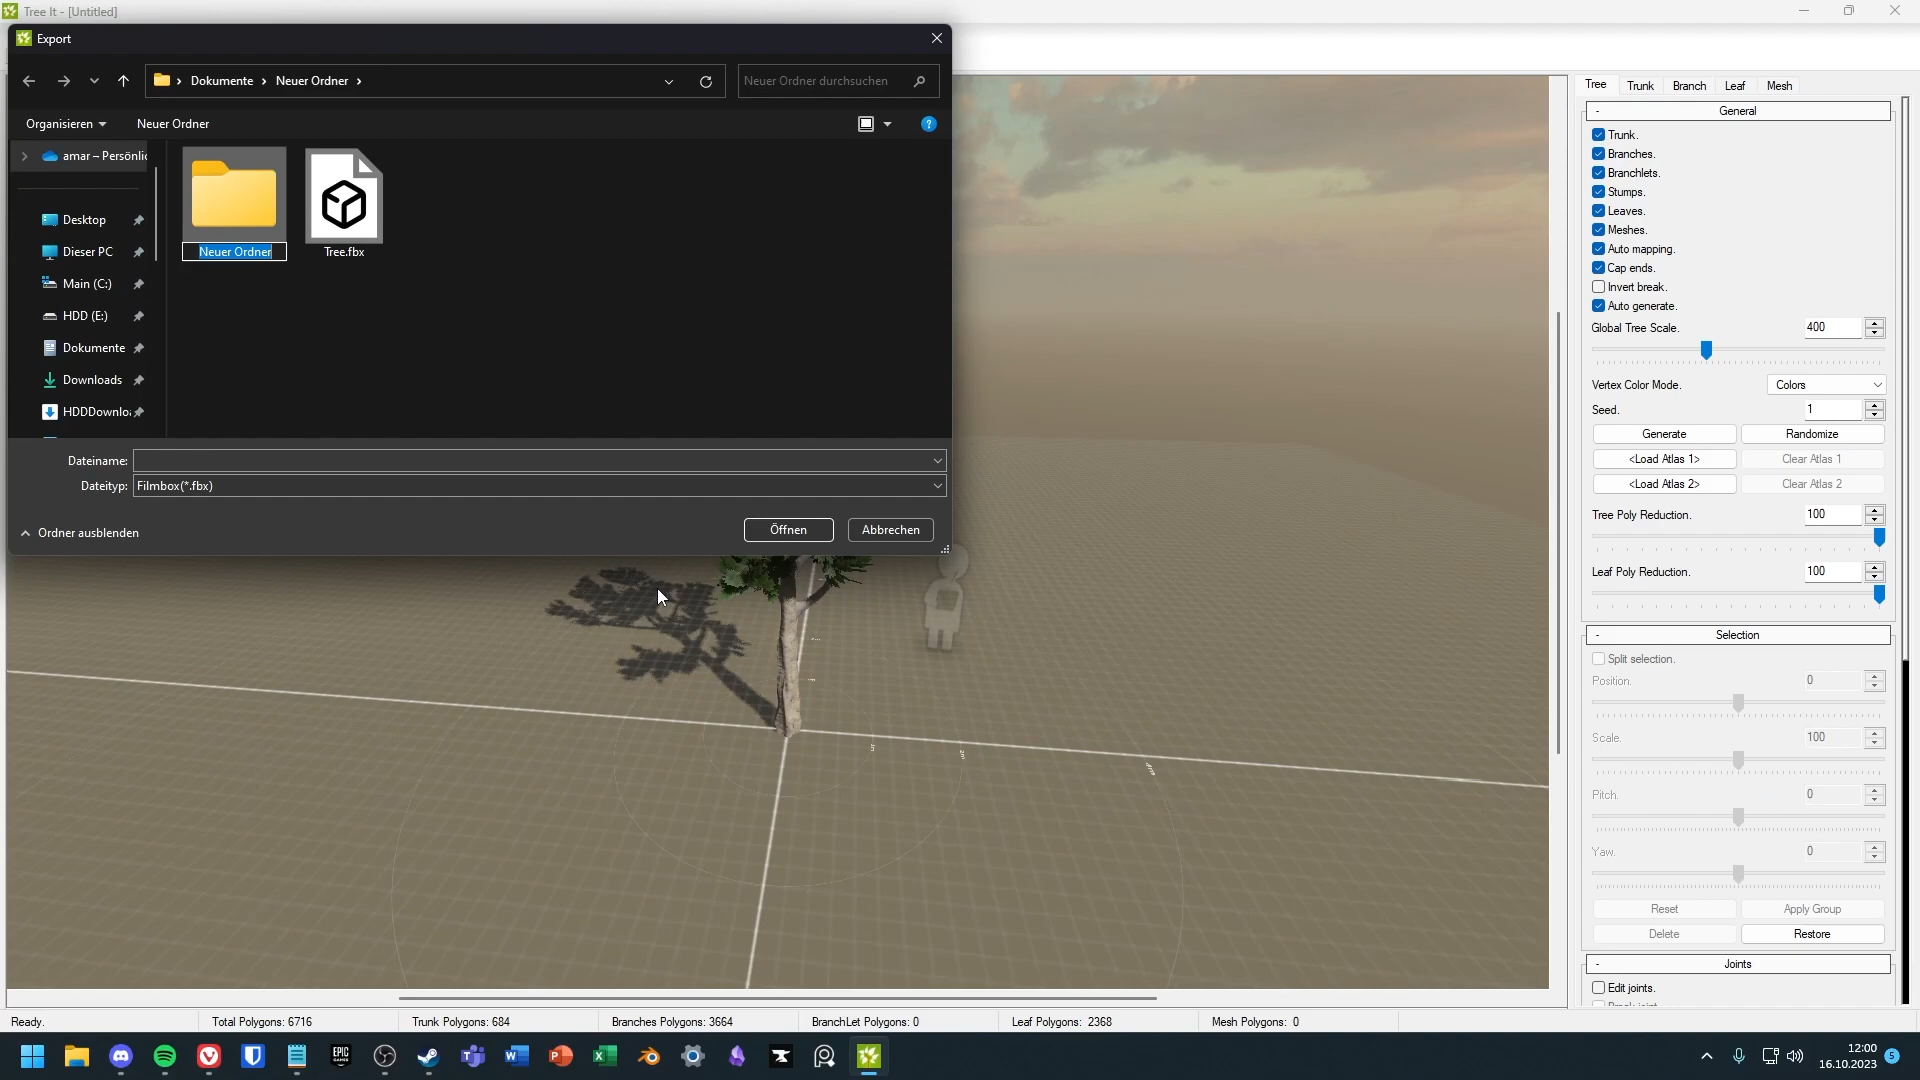 Tree It - [Untitled]
Export
Dokumente
Neuer Ordner
Neuer Ordner durchsuchen
Organisieren
Neuer Ordner
amar – Persönlic
Desktop
Dieser PC
Main (C:)
HDD (E:)
Dokumente
Downloads
HDDDownloa
Neuer Ordner
Tree.fbx
Dateiname:
Dateityp: Filmbox(*.fbx)
Ordner ausblenden
Öffnen
Abbrechen
Tree Trunk Branch Leaf Mesh
- General
Trunk.
Branches.
Branchlets.
Stumps.
Leaves.
Meshes.
Auto mapping.
Cap ends.
Invert break.
Auto generate.
Global Tree Scale. 400
Vertex Color Mode. Colors
Seed. 1
Generate Randomize
<Load Atlas 1> Clear Atlas 1
<Load Atlas 2> Clear Atlas 2
Tree Poly Reduction. 100
Leaf Poly Reduction. 100
- Selection
Split selection.
Position. 0
Scale. 100
Pitch. 0
Yaw. 0
Reset Apply Group
Delete Restore
- Joints
Edit joints.
Ready.
Total Polygons: 6716
Trunk Polygons: 684
Branches Polygons: 3664
BranchLet Polygons: 0
Leaf Polygons: 2368
Mesh Polygons: 0
EPIC GAMES
12:00
16.10.2023
5